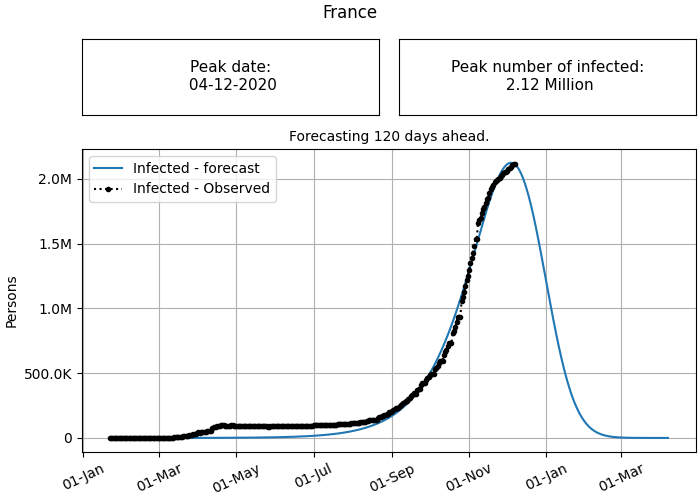 France
Peak date:
04-12-2020
Peak number of infected:
2.12 Million
Forecasting 120 days ahead.
Infected - forecast
Infected - Observed
Persons
2.0M
1.5M
1.0M
500.0K
0
01-Jan
01-Mar
01-May
01-Jul
01-Sep
01-Nov
01-Jan
01-Mar